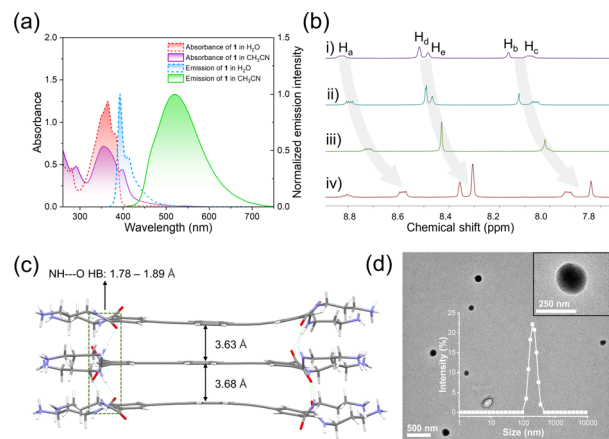 (a)
2.0
1.5
1.0
0.5
0.0
Absorbance
1.5
1.0
0.5
0.0
Normalized emission intensity
Absorbance of 1 in H₂O
Absorbance of 1 in CH₃CN
Emission of 1 in H₂O
Emission of 1 in CH₃CN
300 400 500 600 700
Wavelength (nm)
(b)
i) Hₐ H_d H_e H_b H_c
ii)
iii)
iv)
8.8 8.6 8.4 8.2 8.0 7.8
Chemical shift (ppm)
(c)
NH---O HB: 1.78 – 1.89 Å
3.63 Å
3.68 Å
(d)
250 nm
25
20
15
10
5
0
Intensity (%)
1 10 100 1000 10000
Size (nm)
500 nm